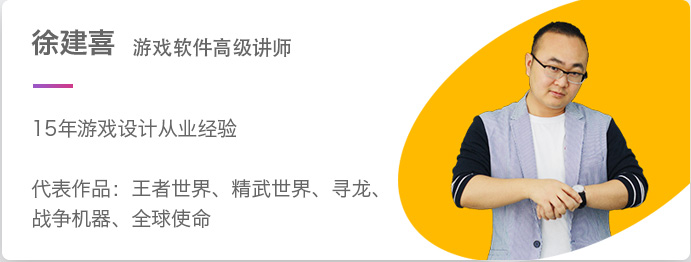 徐建喜 游戏软件高级讲师
15年游戏设计从业经验
代表作品：王者世界、精武世界、寻龙、
战争机器、全球使命